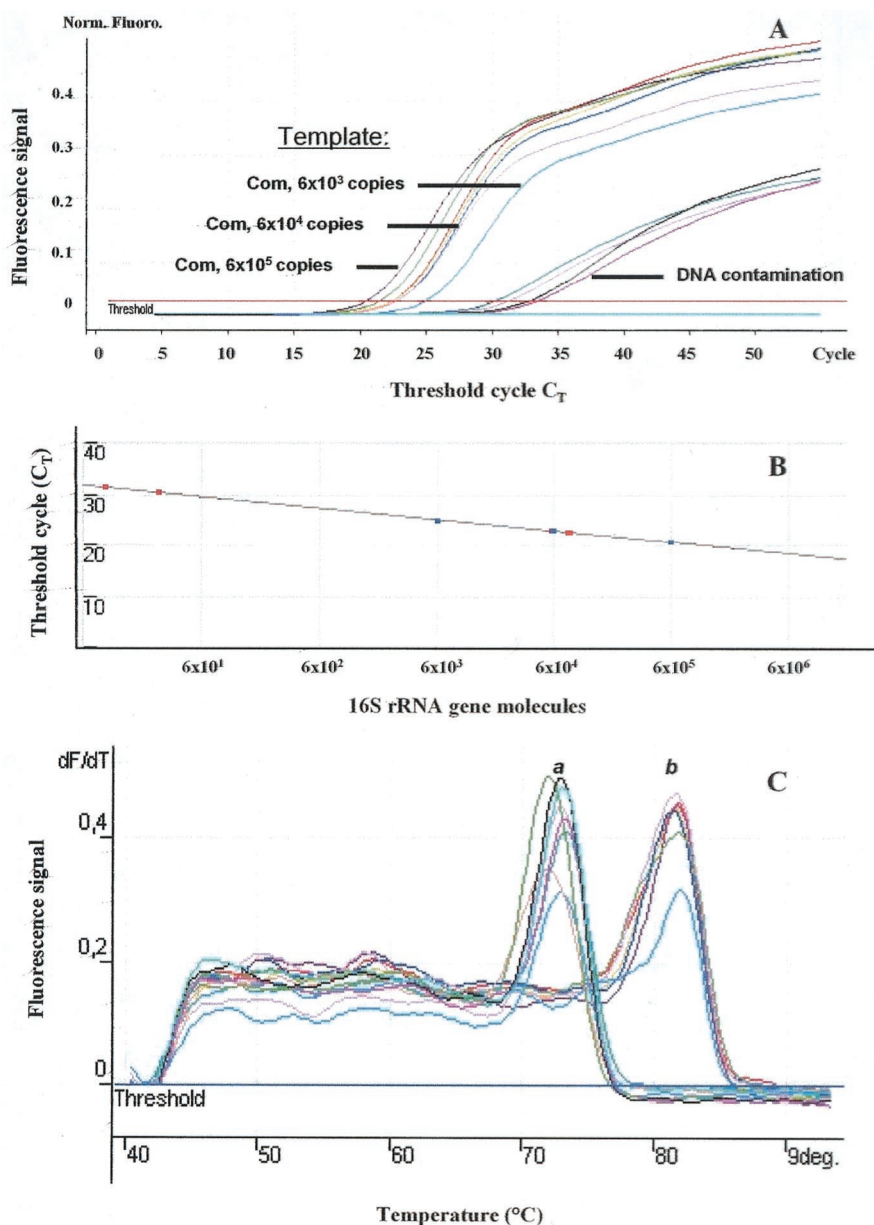 Norm. Fluoro.
A
Fluorescence signal
0.4
0.3
0.2
0.1
0
Template:
Com, 6x10³ copies
Com, 6x10⁴ copies
Com, 6x10⁵ copies
DNA contamination
Threshold
0 5 10 15 20 25 30 35 40 45 50 Cycle
Threshold cycle C_T
B
Threshold cycle (C_T)
40
30
20
10
6x10¹ 6x10² 6x10³ 6x10⁴ 6x10⁵ 6x10⁶
16S rRNA gene molecules
dF/dT
a
b
C
Fluorescence signal
0,4
0,2
0
Threshold
40 50 60 70 80 9deg.
Temperature (°C)